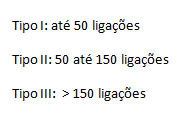 Tipo I: até 50 ligações
Tipo II: 50 até 150 ligações
Tipo III:  > 150 ligações